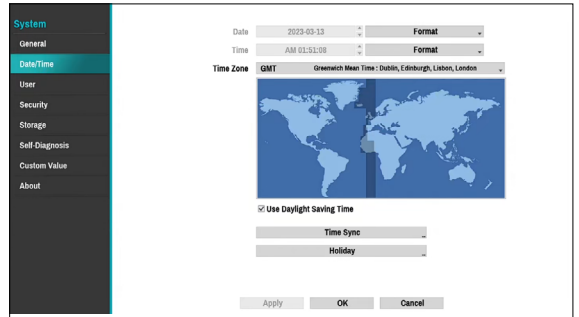 System
General
Date/Time
User
Security
Storage
Self-Diagnosis
Custom Value
About
Date 2023-03-13 Format
Time AM 01:51:08 Format
Time Zone GMT Greenwich Mean Time : Dublin, Edinburgh, Lisbon, London
Use Daylight Saving Time
Time Sync
Holiday
Apply OK Cancel